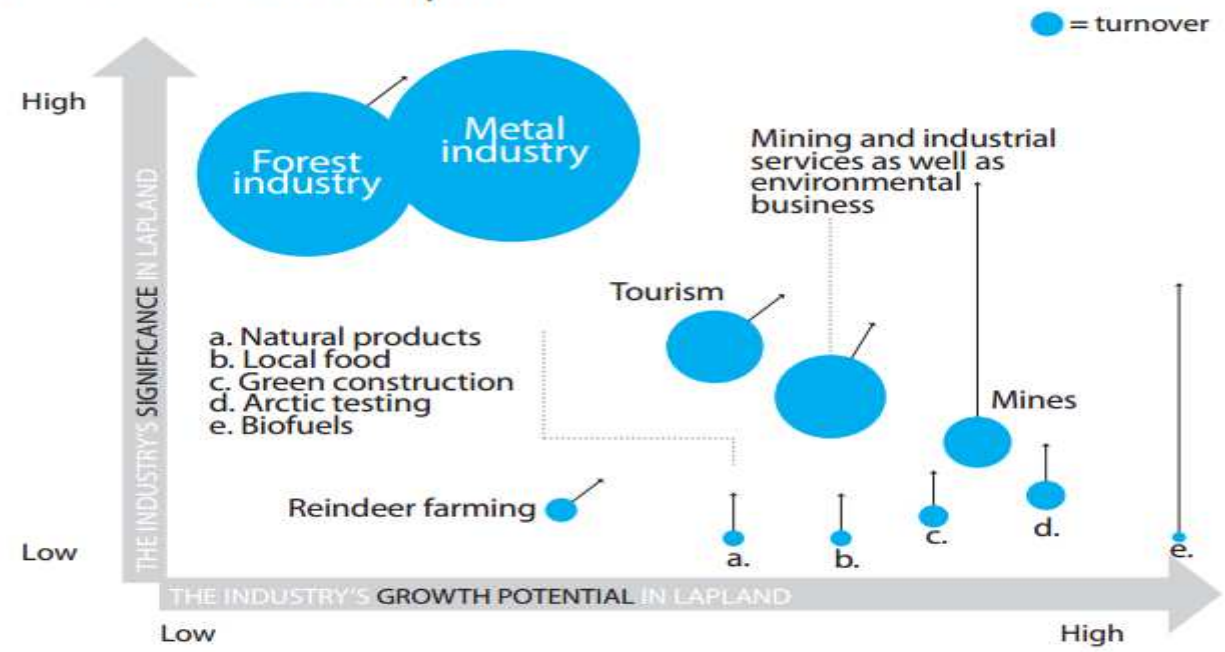 = turnover
High
Forest
industry
Metal
industry
Mining and industrial
services as well as
environmental
business
Tourism
a. Natural products
b. Local food
c. Green construction
d. Arctic testing
e. Biofuels
Mines
Reindeer farming
a.
b.
c.
d.
e.
Low
THE INDUSTRY'S SIGNIFICANCE IN LAPLAND
THE INDUSTRY'S GROWTH POTENTIAL IN LAPLAND
Low
High